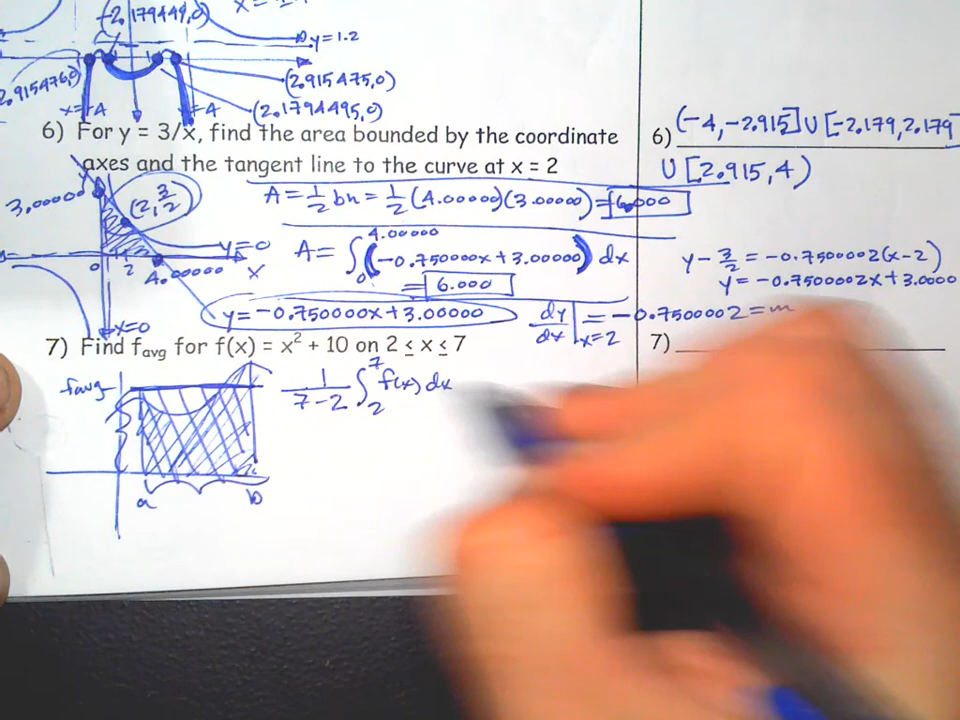 -2.179449,0)
x=
y=1.2
2.915476,0)
(2.915475,0)
(2.1794495,0)
x=-A
-A
6) For y = 3/x, find the area bounded by the coordinate
axes and the tangent line to the curve at x = 2
6) (-4,-2.915]∪[-2.179,2.179
∪[2.915,4)
y
3.00000
(2, 3/2)
A = 1/2 bh = 1/2 (4.00000)(3.00000) = 6.000
y=0
x
0
2
4.00000
x=0
A = ∫₀^4.00000 (-0.750000x+3.00000) dx
= 6.000
y - 3/2 = -0.7500002(x-2)
y = -0.7500002x+3.0000
y = -0.750000x+3.00000
dy/dx |x=2 = -0.7500002 = m
7) Find favg for f(x) = x² + 10 on 2 ≤ x ≤ 7
7)
favg
a
b
1/(7-2) ∫₂^7 f(x) dx